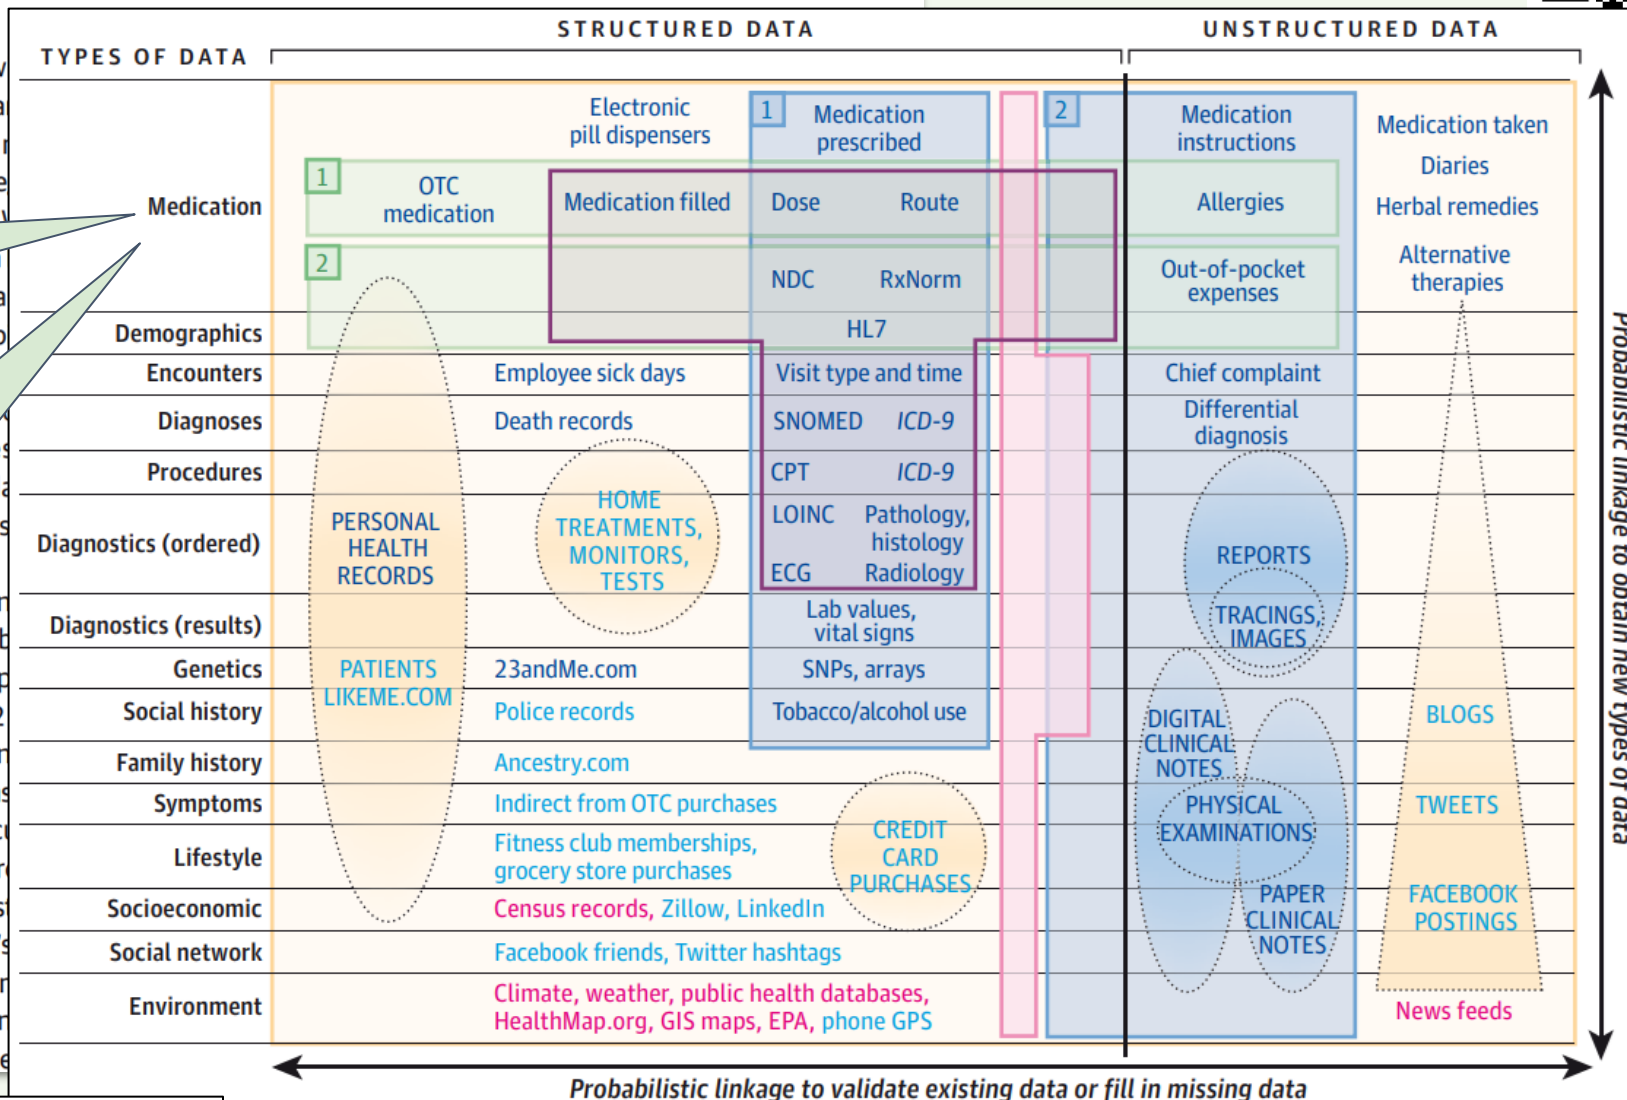 STRUCTURED DATA
UNSTRUCTURED DATA
TYPES OF DATA
Electronic
pill dispensers
1
Medication
prescribed
2
Medication
instructions
Medication taken
Diaries
Herbal remedies
Alternative
therapies
Medication
1
OTC
medication
Medication filled
Dose
Route
Allergies
2
NDC
RxNorm
Out-of-pocket
expenses
Demographics
HL7
Encounters
Employee sick days
Visit type and time
Chief complaint
Diagnoses
Death records
SNOMED
ICD-9
Differential
diagnosis
Procedures
CPT
ICD-9
Diagnostics (ordered)
PERSONAL
HEALTH
RECORDS
HOME
TREATMENTS,
MONITORS,
TESTS
LOINC
Pathology,
histology
ECG
Radiology
REPORTS
Diagnostics (results)
Lab values,
vital signs
TRACINGS,
IMAGES
Genetics
PATIENTS
LIKEME.COM
23andMe.com
SNPs, arrays
Social history
Police records
Tobacco/alcohol use
DIGITAL
CLINICAL
NOTES
BLOGS
Family history
Ancestry.com
Symptoms
Indirect from OTC purchases
PHYSICAL
EXAMINATIONS
TWEETS
Lifestyle
Fitness club memberships,
grocery store purchases
CREDIT
CARD
PURCHASES
Socioeconomic
Census records, Zillow, LinkedIn
PAPER
CLINICAL
NOTES
FACEBOOK
POSTINGS
Social network
Facebook friends, Twitter hashtags
Environment
Climate, weather, public health databases,
HealthMap.org, GIS maps, EPA, phone GPS
News feeds
Probabilistic linkage to validate existing data or fill in missing data
Probabilistic linkage to obtain new types of data